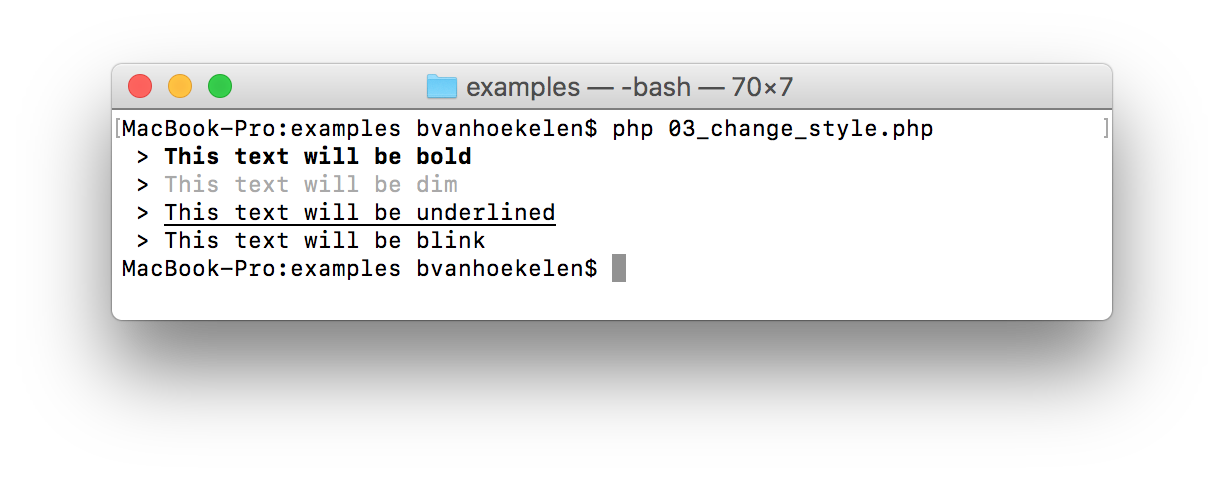 examples — -bash — 70×7
[MacBook-Pro:examples bvanhoekelen$ php 03_change_style.php ]
> This text will be bold
> This text will be dim
> This text will be underlined
> This text will be blink
MacBook-Pro:examples bvanhoekelen$